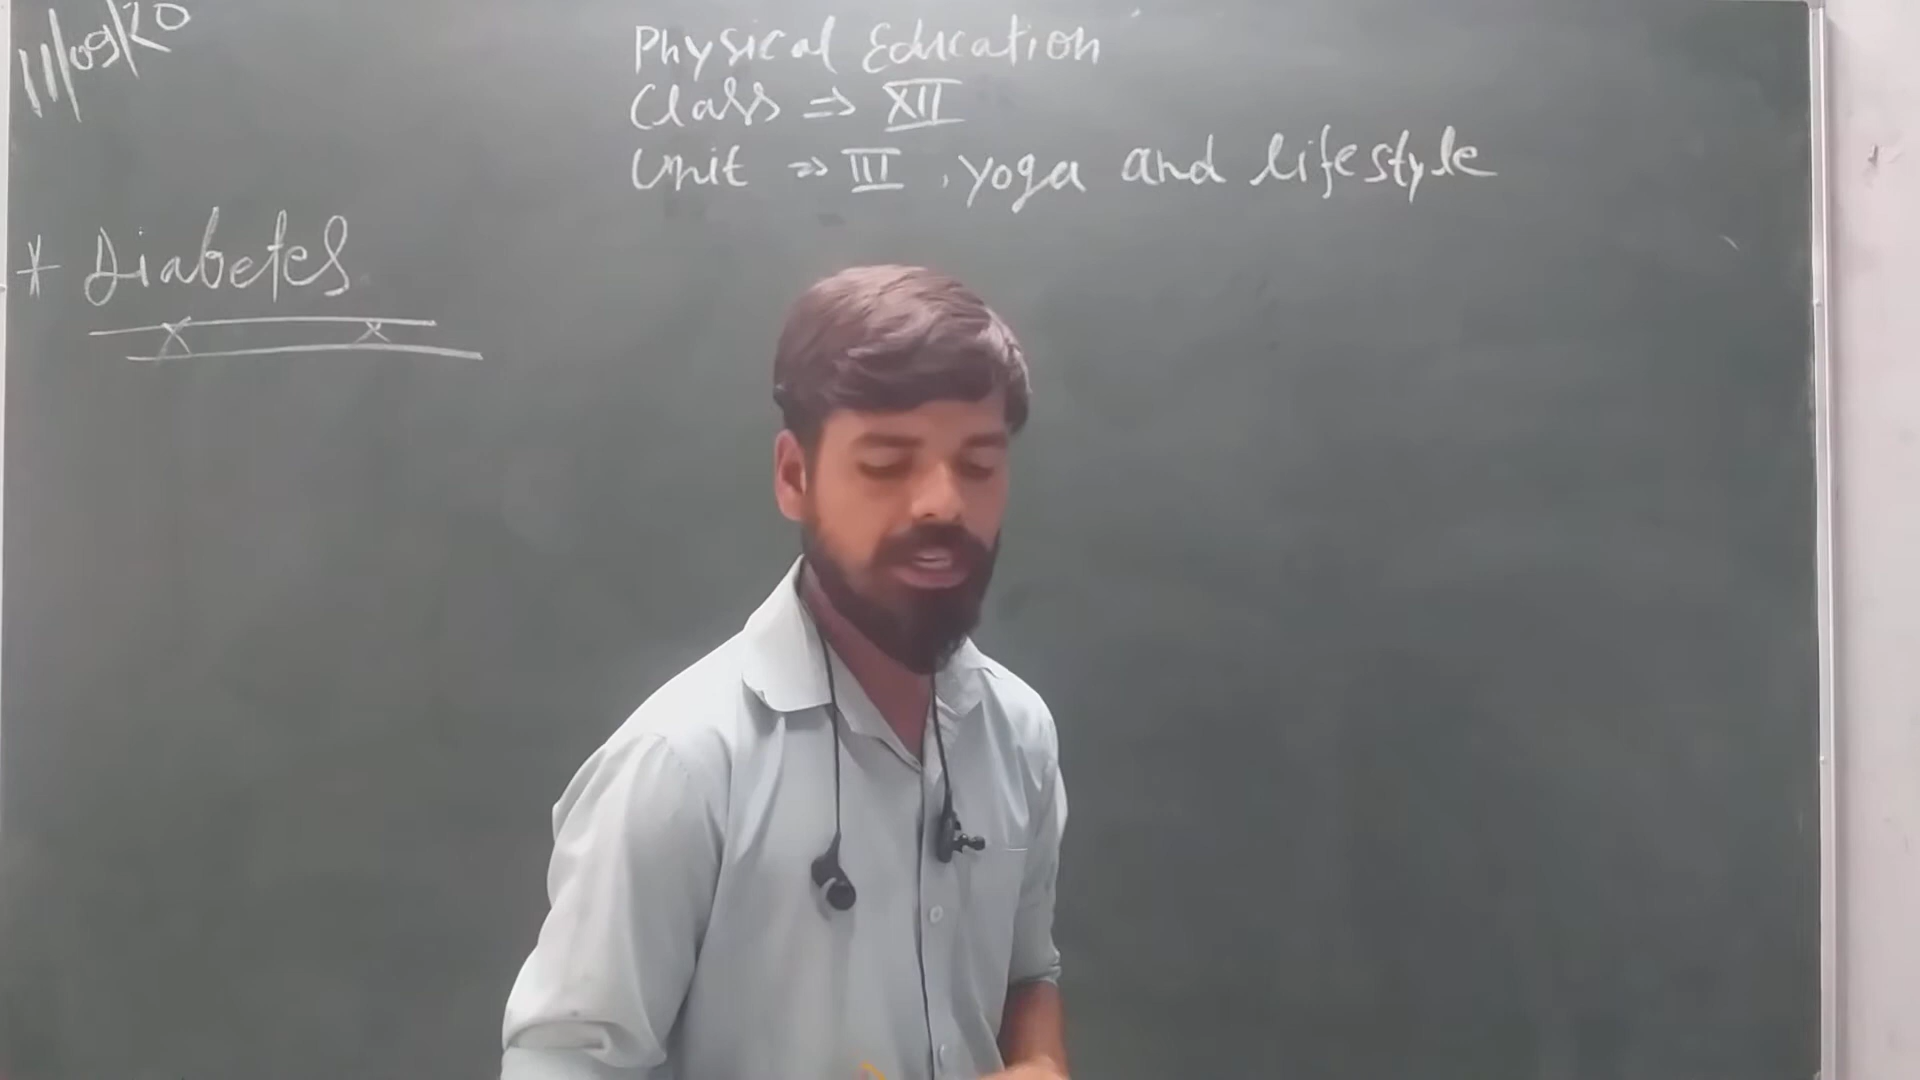 11/09/20
Physical Education
Class ⇒ XII
Unit ⇒ III, yoga and lifestyle
* Diabetes